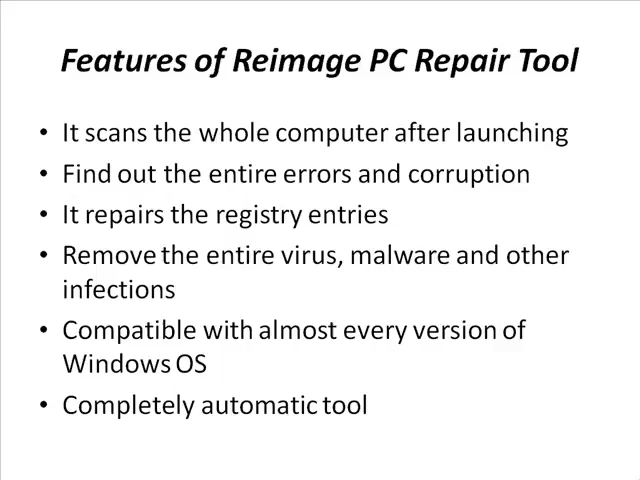 Features of Reimage PC Repair Tool
• It scans the whole computer after launching
• Find out the entire errors and corruption
• It repairs the registry entries
• Remove the entire virus, malware and other
infections
• Compatible with almost every version of
Windows OS
• Completely automatic tool